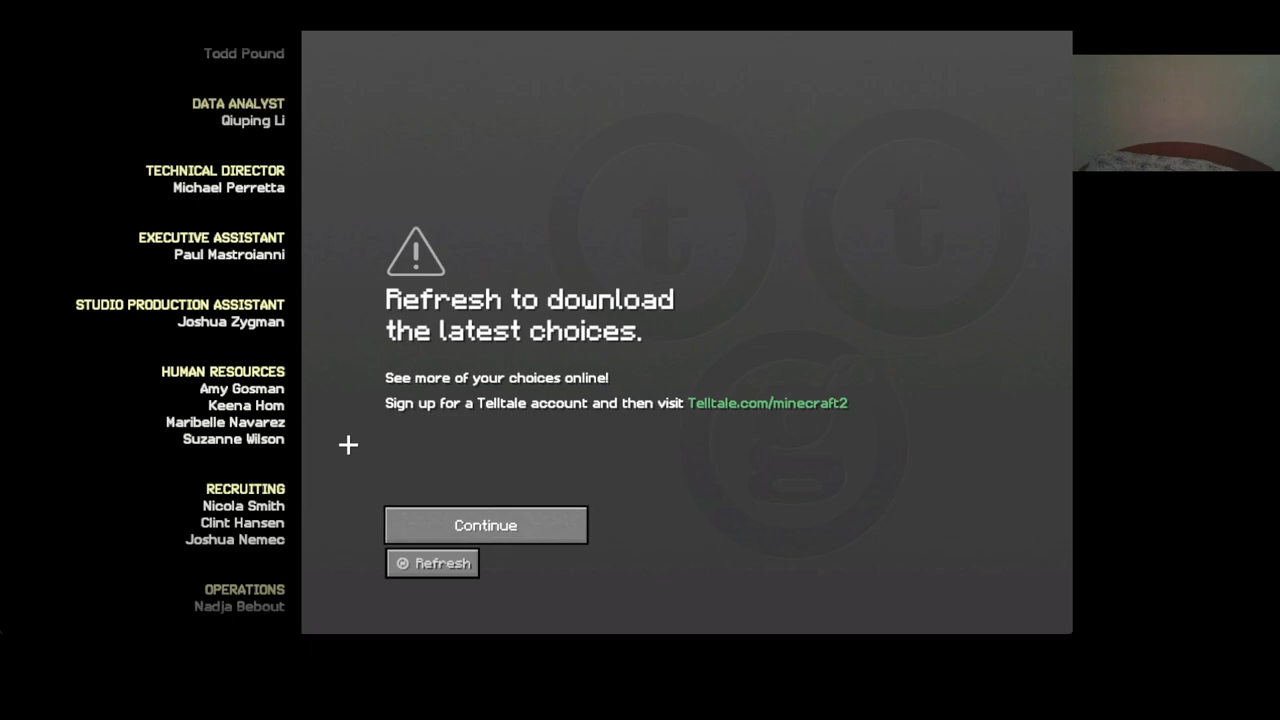 Todd Pound
DATA ANALYST
Qiuping Li
TECHNICAL DIRECTOR
Michael Perretta
EXECUTIVE ASSISTANT
Paul Mastroianni
STUDIO PRODUCTION ASSISTANT
Joshua Zygman
HUMAN RESOURCES
Amy Gosman
Keena Hom
Maribelle Navarez
Suzanne Wilson
RECRUITING
Nicola Smith
Clint Hansen
Joshua Nemec
OPERATIONS
Nadja Bebout
t t
g
Refresh to download
the latest choices.
See more of your choices online!
Sign up for a Telltale account and then visit Telltale.com/minecraft2
Continue
Refresh